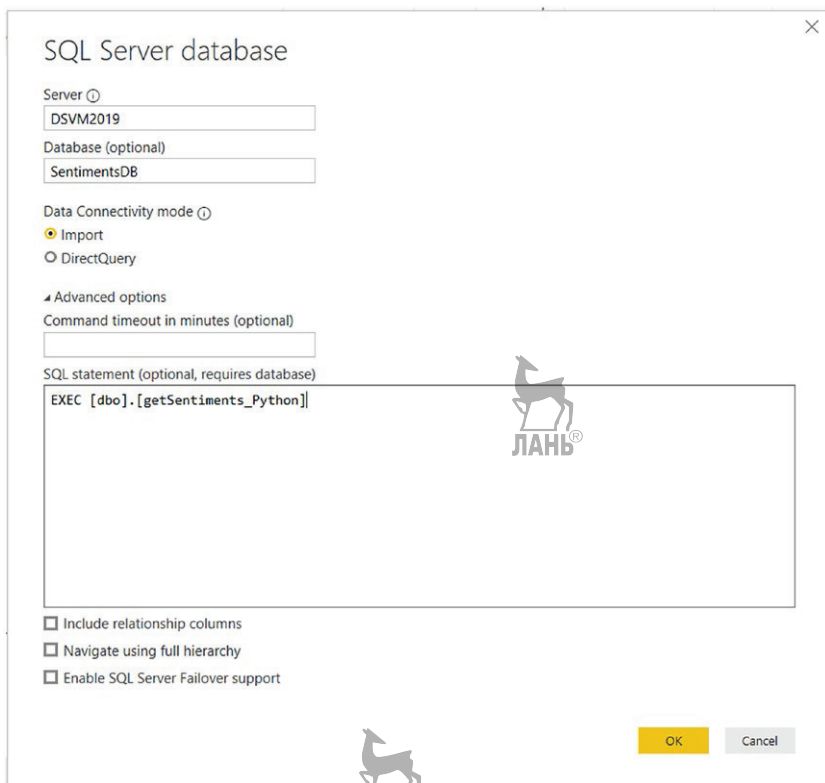 SQL Server database
Server
DSVM2019
Database (optional)
SentimentsDB
Data Connectivity mode
Import
DirectQuery
Advanced options
Command timeout in minutes (optional)
SQL statement (optional, requires database)
EXEC [dbo].[getSentiments_Python]
ЛАНЬ®
Include relationship columns
Navigate using full hierarchy
Enable SQL Server Failover support
OK
Cancel